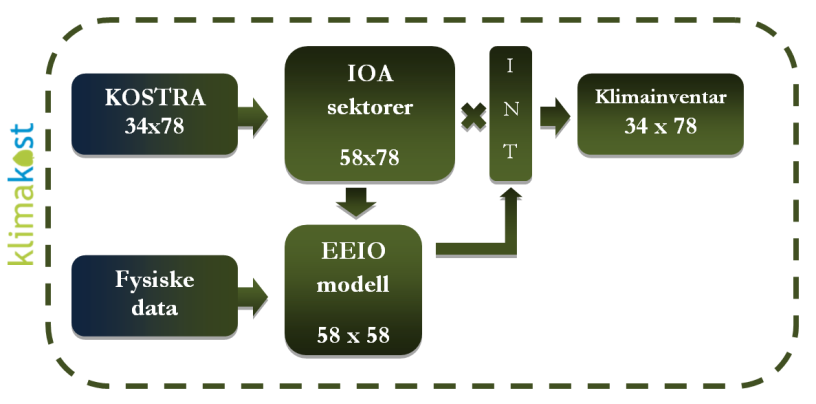 klimakost
KOSTRA
34x78
IOA
sektorer
58x78
I
N
T
Klimainventar
34 x 78
Fysiske
data
EEIO
modell
58 x 58